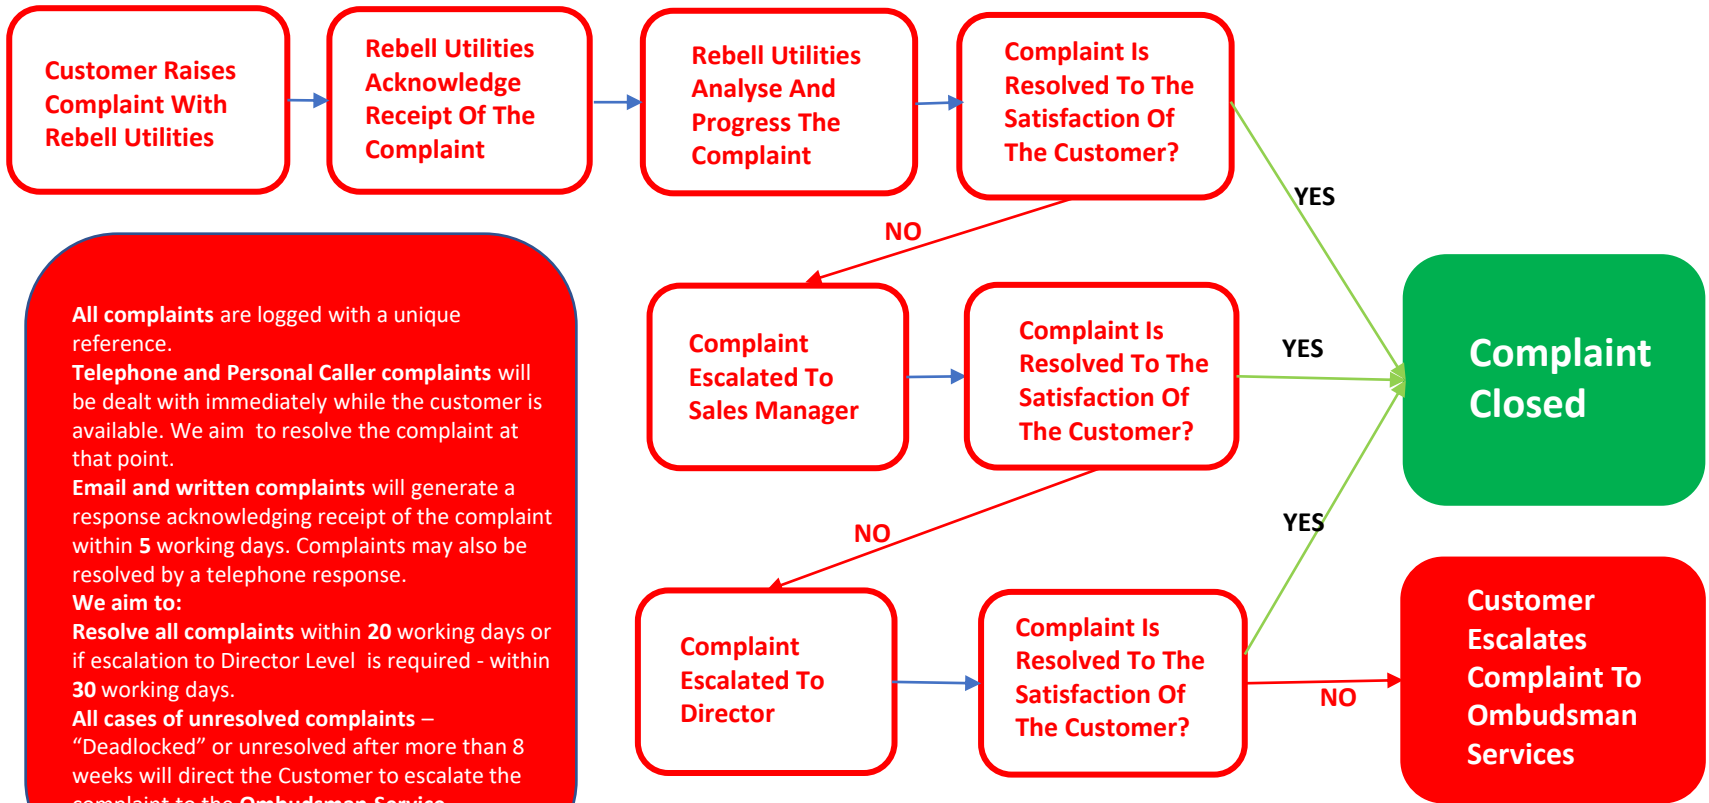 Customer Raises
Complaint With
Rebell Utilities
Rebell Utilities
Acknowledge
Receipt Of The
Complaint
Rebell Utilities
Analyse And
Progress The
Complaint
Complaint Is
Resolved To The
Satisfaction Of
The Customer?
YES
NO
All complaints are logged with a unique
reference.
Telephone and Personal Caller complaints will
be dealt with immediately while the customer is
available. We aim to resolve the complaint at
that point.
Email and written complaints will generate a
response acknowledging receipt of the complaint
within 5 working days. Complaints may also be
resolved by a telephone response.
We aim to:
Resolve all complaints within 20 working days or
if escalation to Director Level is required - within
30 working days.
All cases of unresolved complaints –
“Deadlocked” or unresolved after more than 8
weeks will direct the Customer to escalate the
complaint to the Ombudsman Service
Complaint
Escalated To
Sales Manager
Complaint Is
Resolved To The
Satisfaction Of
The Customer?
YES
Complaint
Closed
NO
YES
Complaint
Escalated To
Director
Complaint Is
Resolved To The
Satisfaction Of
The Customer?
NO
Customer
Escalates
Complaint To
Ombudsman
Services